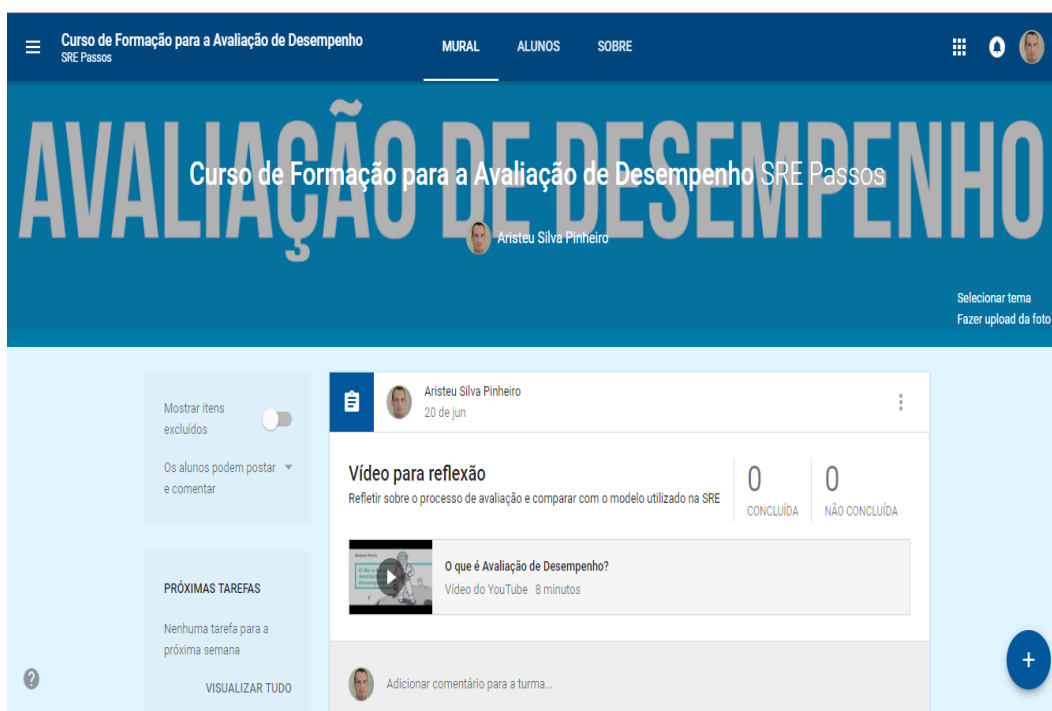 Curso de Formação para a Avaliação de Desempenho
SRE Passos
MURAL
ALUNOS
SOBRE
AVALIAÇÃO DE DESEMPENHO
Curso de Formação para a Avaliação de Desempenho SRE Passos
Aristeu Silva Pinheiro
Selecionar tema
Fazer upload da foto
Mostrar itens
excluídos
Os alunos podem postar
e comentar
PRÓXIMAS TAREFAS
Nenhuma tarefa para a
próxima semana
VISUALIZAR TUDO
Aristeu Silva Pinheiro
20 de jun
Vídeo para reflexão
Refletir sobre o processo de avaliação e comparar com o modelo utilizado na SRE
0
CONCLUÍDA
0
NÃO CONCLUÍDA
O que é Avaliação de Desempenho?
Vídeo do YouTube 8 minutos
Adicionar comentário para a turma...